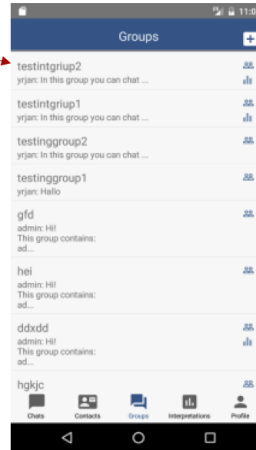 11:0
Groups
testintgriup2
yrjan: In this group you can chat ...
testintgriup1
yrjan: In this group you can chat ...
testinggroup2
yrjan: In this group you can chat ...
testinggroup1
yrjan: Hallo
gfd
admin: Hi!
This group contains:
ad...
hei
admin: Hi!
This group contains:
ad...
ddxdd
admin: Hi!
This group contains:
ad...
hgkjc
Chats Contacts Groups Interpretations Profile